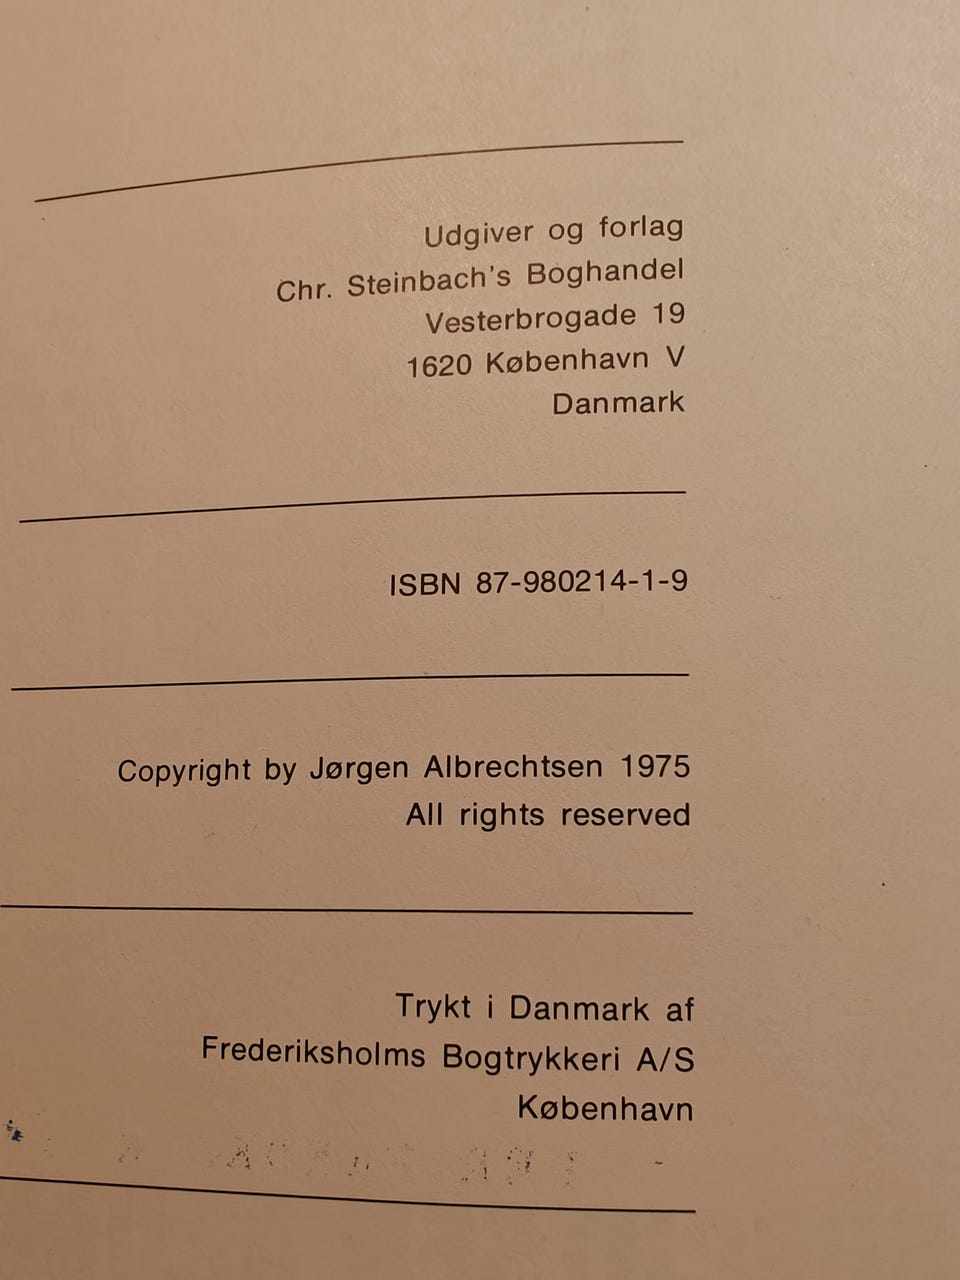 Udgiver og forlag
Chr. Steinbach's Boghandel
Vesterbrogade 19
1620 København V
Danmark
ISBN 87-980214-1-9
Copyright by Jørgen Albrechtsen 1975
All rights reserved
Trykt i Danmark af
Frederiksholms Bogtrykkeri A/S
København